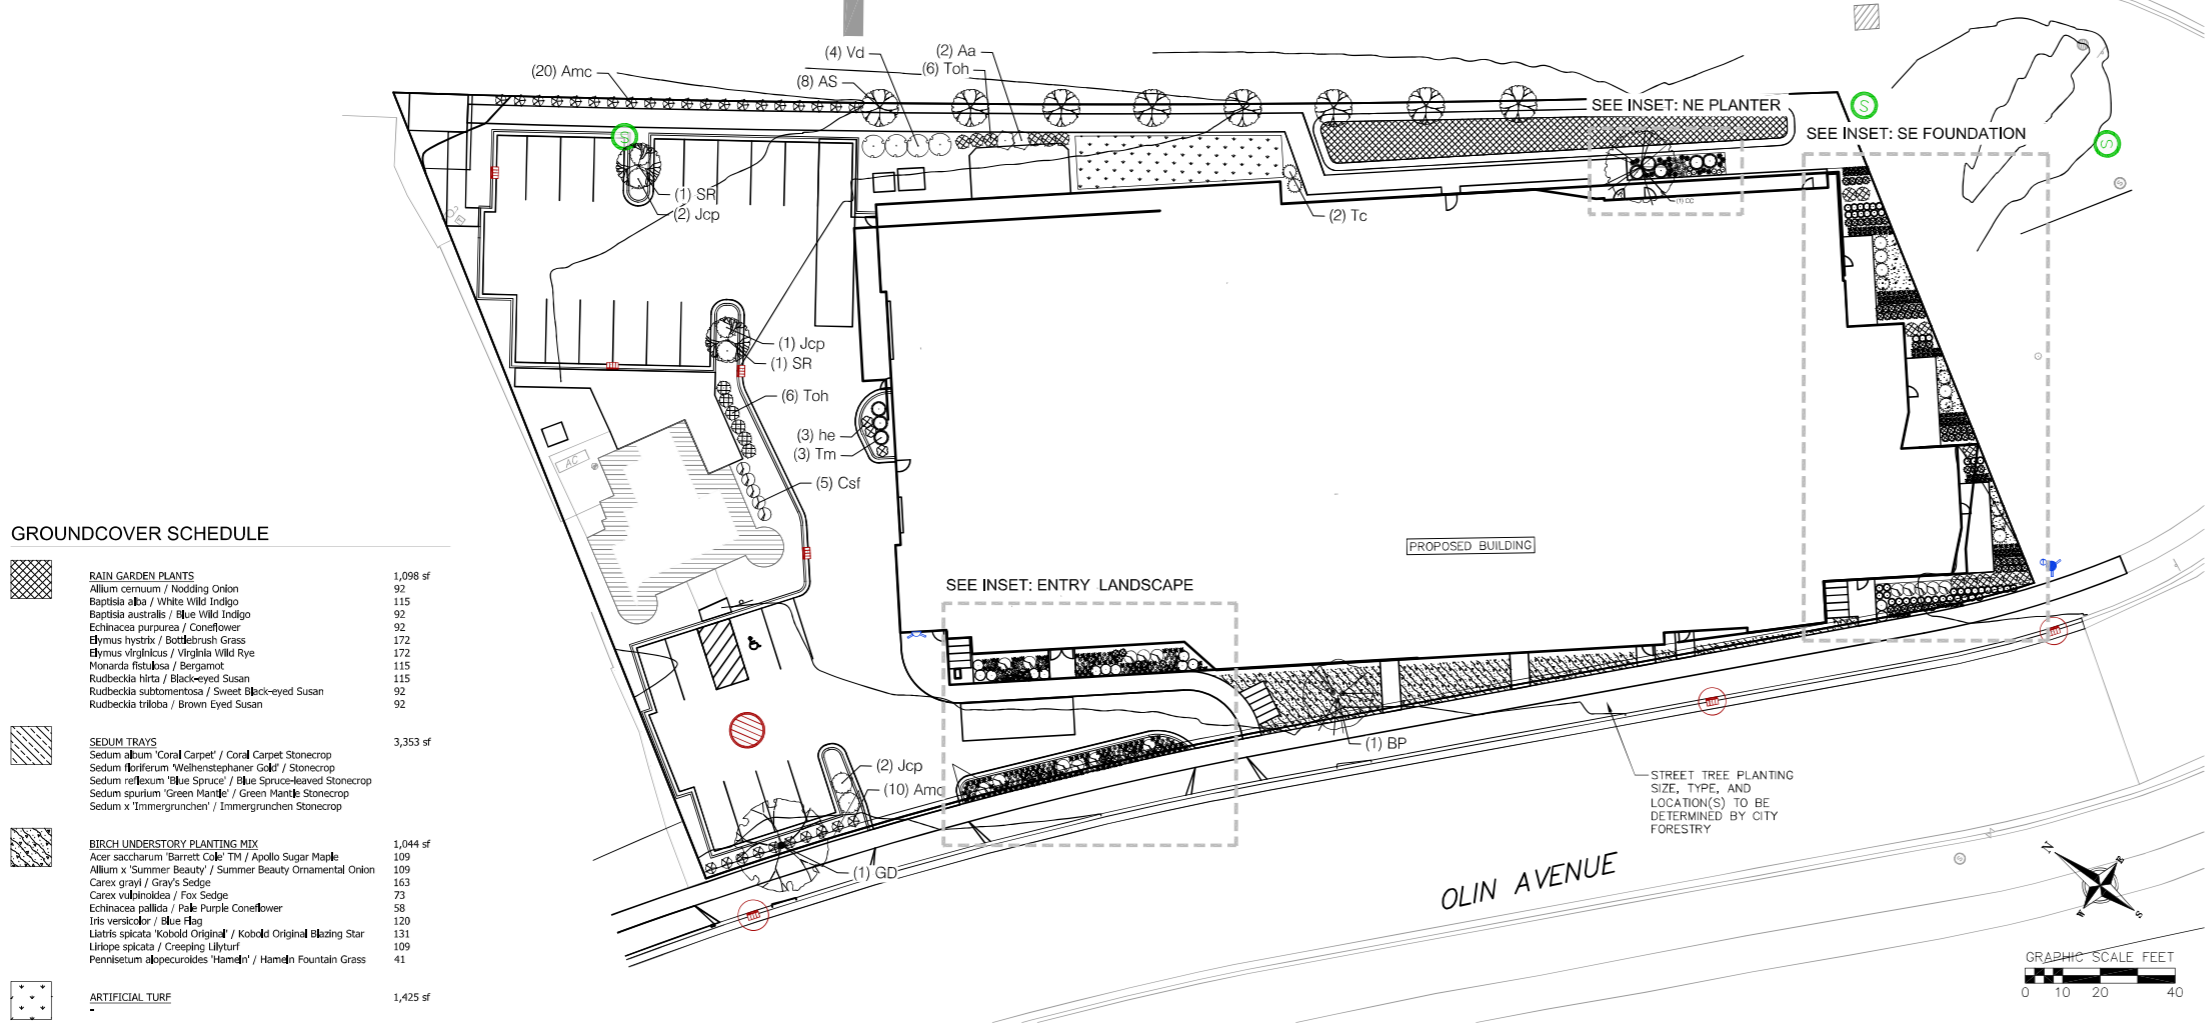 (4) Vd
(2) Aa
(20) Amc
(6) Toh
(8) AS
SEE INSET: NE PLANTER
SEE INSET: SE FOUNDATION
(1) SR
(2) Jcp
(2) Tc
(1) Jcp
(1) SR
(6) Toh
(3) he
(3) Tm
AC
(5) Csf
PROPOSED BUILDING
SEE INSET: ENTRY LANDSCAPE
(1) BP
(2) Jcp
(10) Amc
(1) GD
STREET TREE PLANTING
SIZE, TYPE, AND
LOCATION(S) TO BE
DETERMINED BY CITY
FORESTRY
OLIN AVENUE
N
E
W
S
GRAPHIC SCALE FEET
0 10 20 40
GROUNDCOVER SCHEDULE
RAIN GARDEN PLANTS 1,098 sf
Allium cernuum / Nodding Onion 92
Baptisia alba / White Wild Indigo 115
Baptisia australis / Blue Wild Indigo 92
Echinacea purpurea / Coneflower 92
Elymus hystrix / Bottlebrush Grass 172
Elymus virginicus / Virginia Wild Rye 172
Monarda fistulosa / Bergamot 115
Rudbeckia hirta / Black-eyed Susan 115
Rudbeckia subtomentosa / Sweet Black-eyed Susan 92
Rudbeckia triloba / Brown Eyed Susan 92
SEDUM TRAYS 3,353 sf
Sedum album 'Coral Carpet' / Coral Carpet Stonecrop
Sedum floriferum 'Weihenstephaner Gold' / Stonecrop
Sedum reflexum 'Blue Spruce' / Blue Spruce-leaved Stonecrop
Sedum spurium 'Green Mantle' / Green Mantle Stonecrop
Sedum x 'Immergrunchen' / Immergrunchen Stonecrop
BIRCH UNDERSTORY PLANTING MIX 1,044 sf
Acer saccharum 'Barrett Cole' TM / Apollo Sugar Maple 109
Allium x 'Summer Beauty' / Summer Beauty Ornamental Onion 109
Carex grayi / Gray's Sedge 163
Carex vulpinoidea / Fox Sedge 73
Echinacea pallida / Pale Purple Coneflower 58
Iris versicolor / Blue Flag 120
Liatris spicata 'Kobold Original' / Kobold Original Blazing Star 131
Liriope spicata / Creeping Lilyturf 109
Pennisetum alopecuroides 'Hameln' / Hameln Fountain Grass 41
ARTIFICIAL TURF 1,425 sf
-